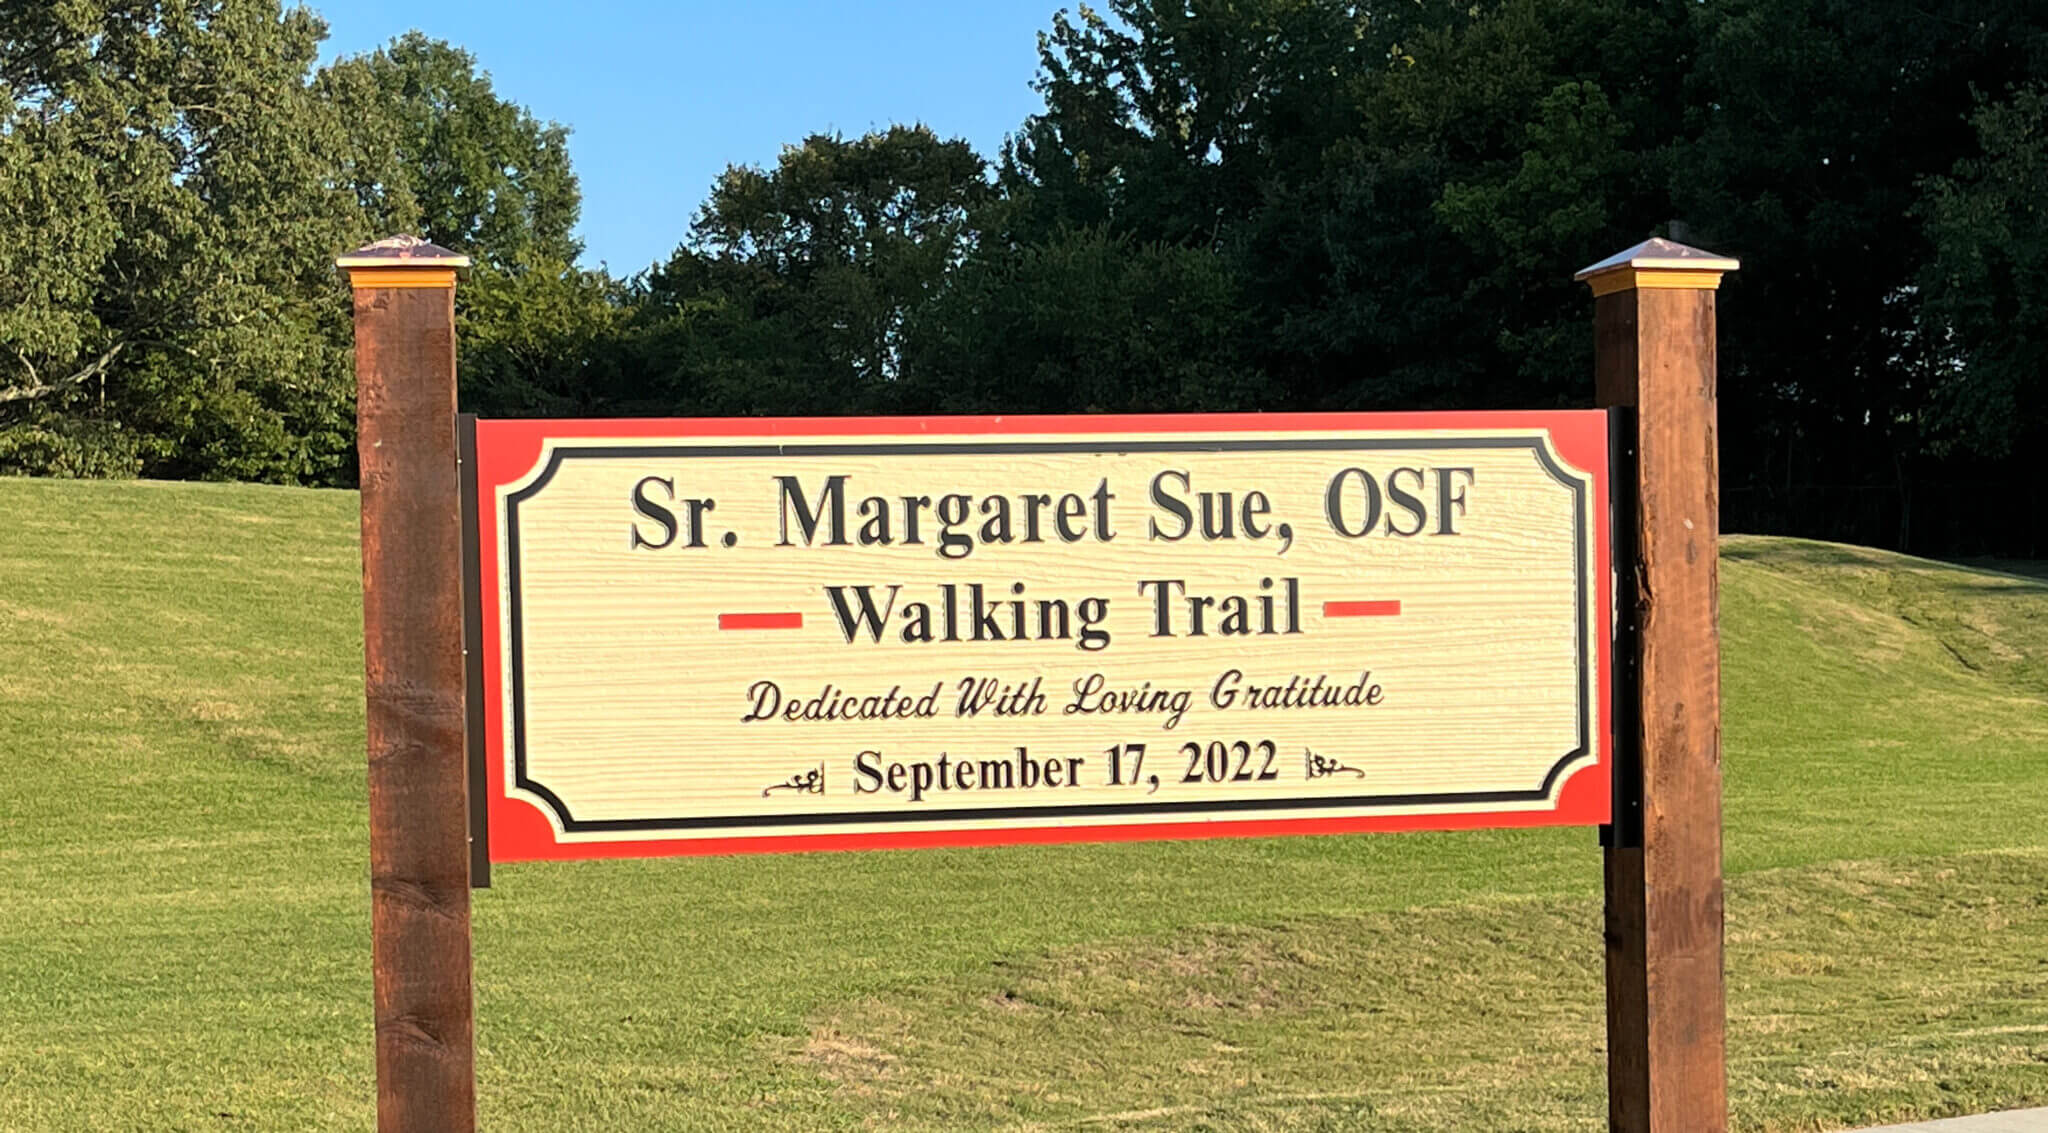 Sr. Margaret Sue, OSF
Walking Trail
Dedicated With Loving Gratitude
September 17, 2022